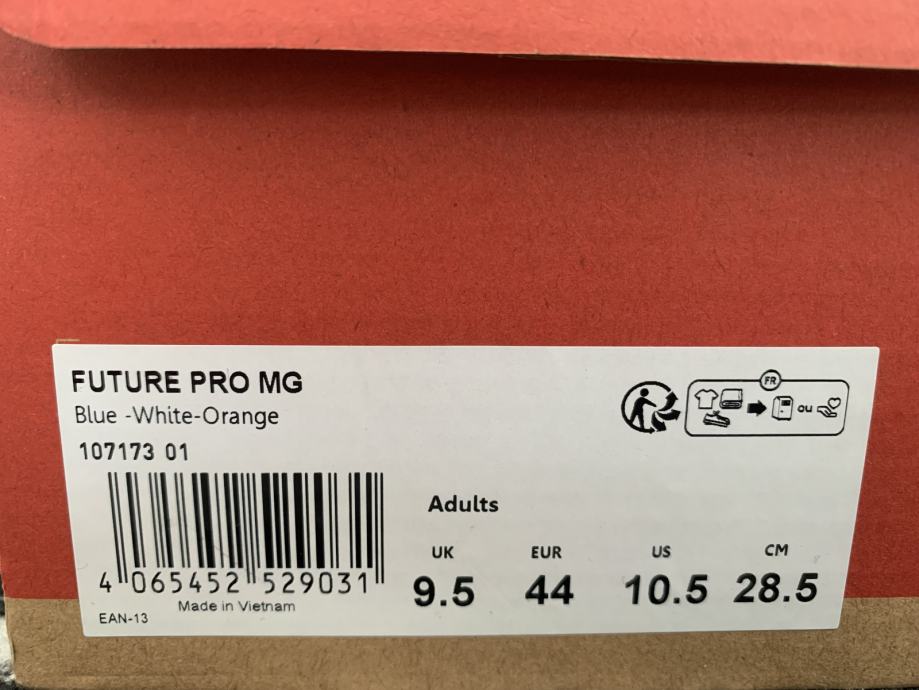 FUTURE PRO MG
Blue -White-Orange
107173 01
FR
ou
4 065452 529031
Made in Vietnam
EAN-13
Adults
UK EUR US CM
9.5 44 10.5 28.5